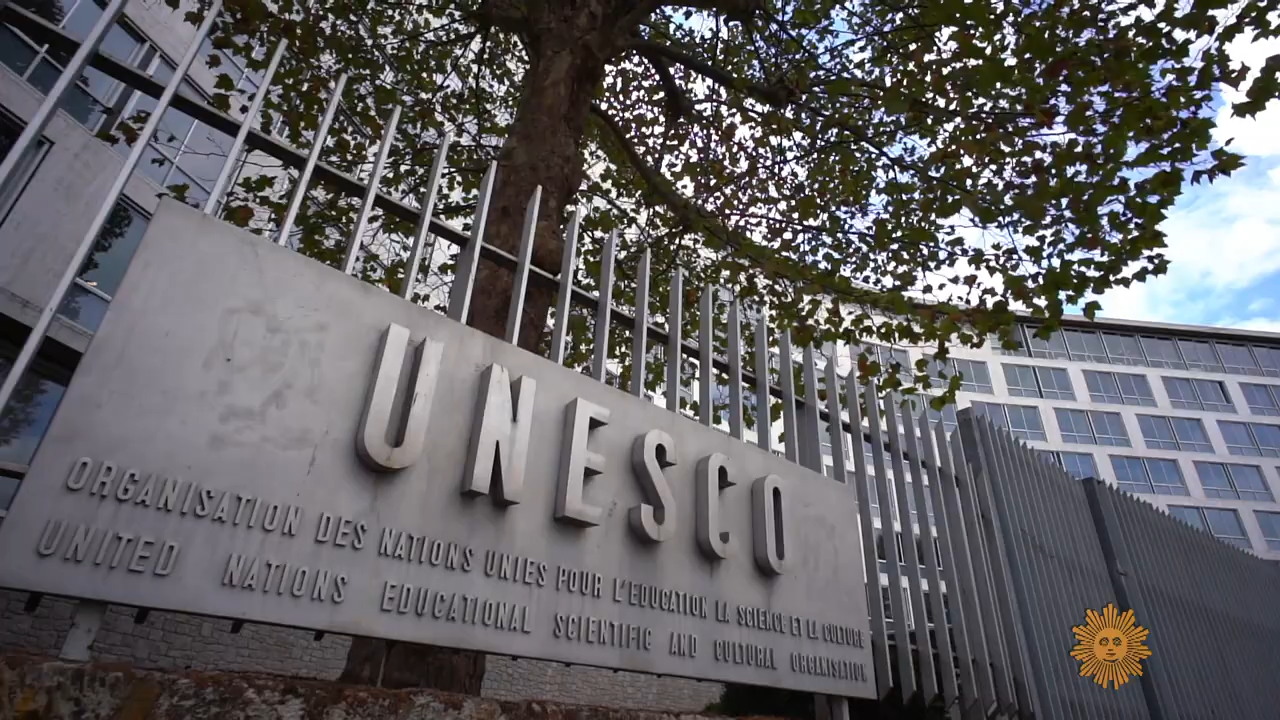 UNESCO
ORGANISATION DES NATIONS UNIES POUR L'EDUCATION LA SCIENCE ET LA CULTURE
UNITED NATIONS EDUCATIONAL SCIENTIFIC AND CULTURAL ORGANISATION